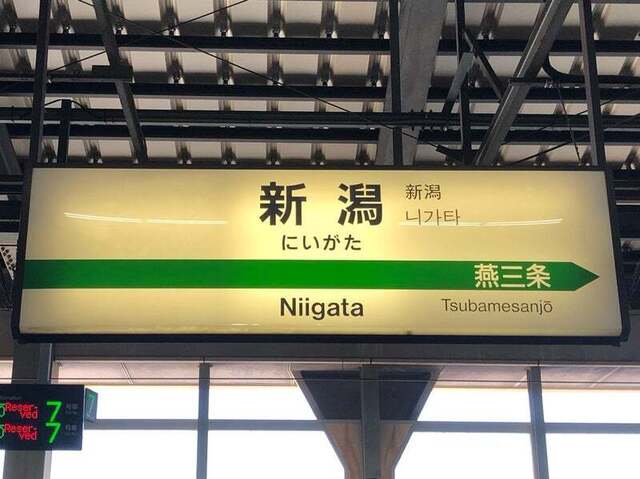 新潟
にいがた
新潟
니가타
燕三条
Niigata
Tsubamesanjō
Reser-
ved
7
Reser-
ved
7
7